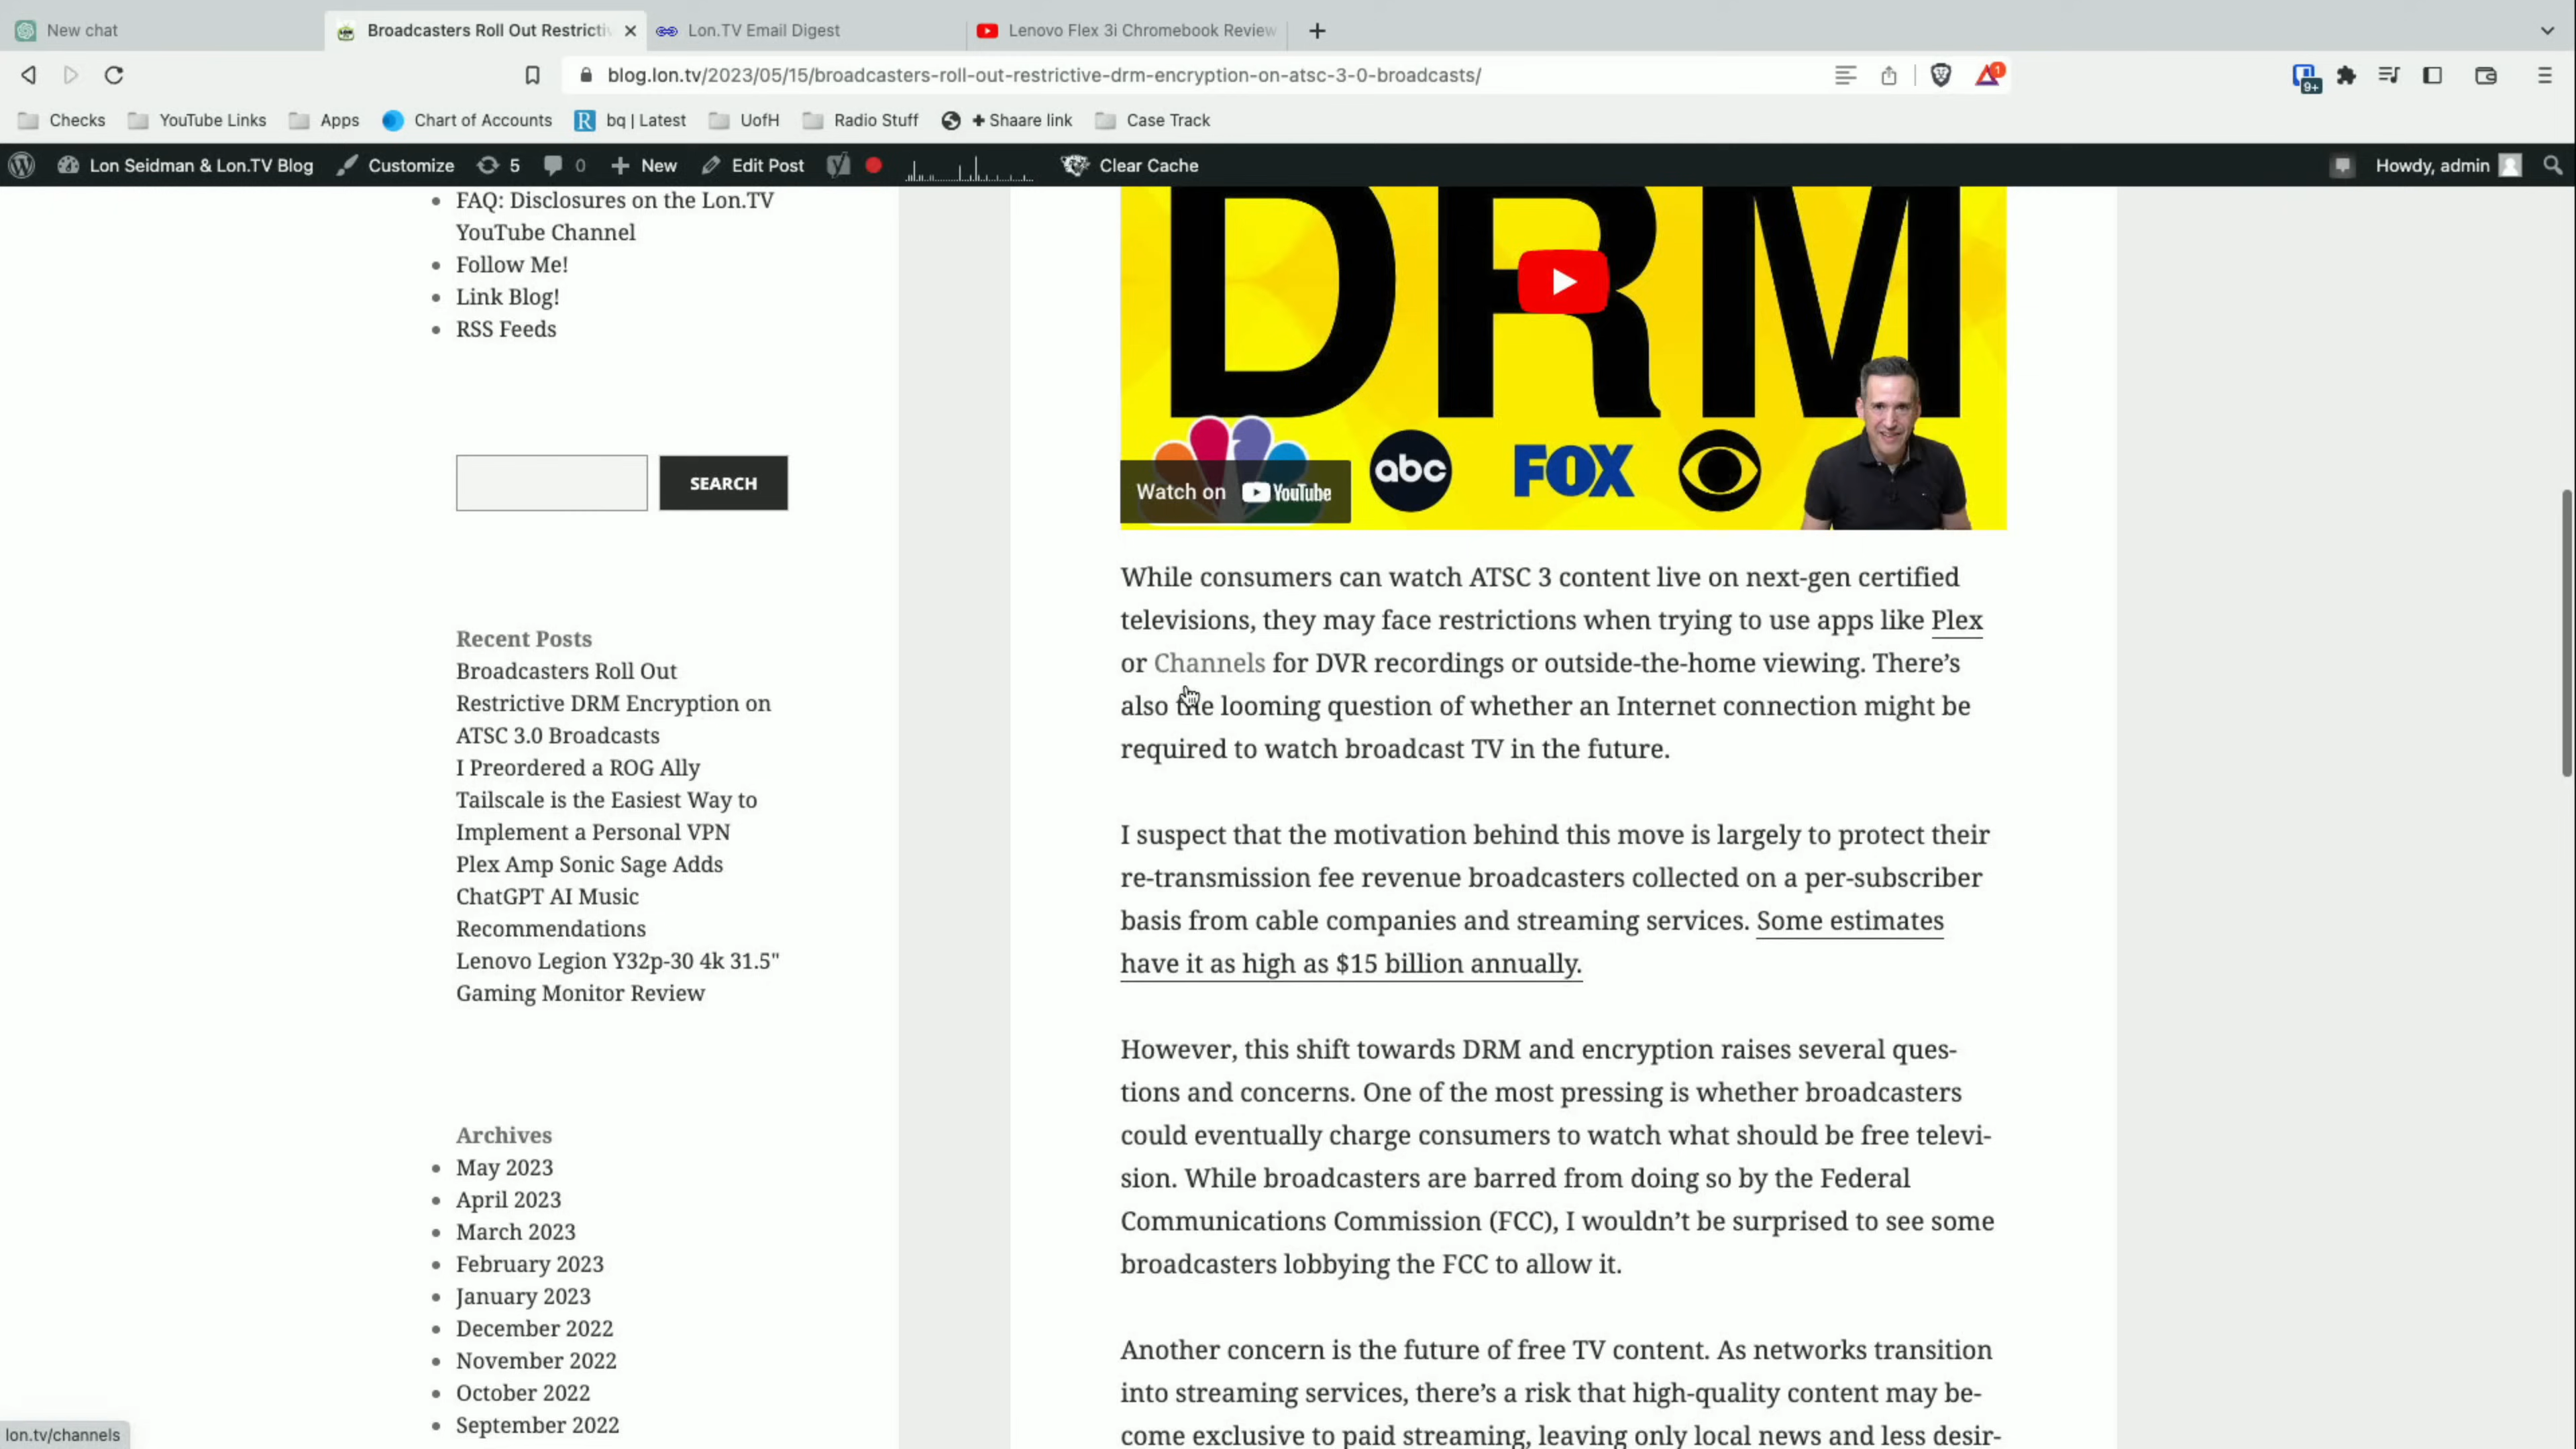 New chat
Broadcasters Roll Out Restricti
Lon.TV Email Digest
Lenovo Flex 3i Chromebook Review
blog.lon.tv/2023/05/15/broadcasters-roll-out-restrictive-drm-encryption-on-atsc-3-0-broadcasts/
1
9+
Checks
YouTube Links
Apps
Chart of Accounts
R
bq | Latest
UofH
Radio Stuff
+ Shaare link
Case Track
Lon Seidman & Lon.TV Blog
Customize
5
0
New
Edit Post
Clear Cache
Howdy, admin
FAQ: Disclosures on the Lon.TV
YouTube Channel
Follow Me!
Link Blog!
RSS Feeds
SEARCH
Recent Posts
Broadcasters Roll Out
Restrictive DRM Encryption on
ATSC 3.0 Broadcasts
I Preordered a ROG Ally
Tailscale is the Easiest Way to
Implement a Personal VPN
Plex Amp Sonic Sage Adds
ChatGPT AI Music
Recommendations
Lenovo Legion Y32p-30 4k 31.5"
Gaming Monitor Review
Archives
May 2023
April 2023
March 2023
February 2023
January 2023
December 2022
November 2022
October 2022
September 2022
DRM
Watch on YouTube
abc
FOX
While consumers can watch ATSC 3 content live on next-gen certified
televisions, they may face restrictions when trying to use apps like Plex
or Channels for DVR recordings or outside-the-home viewing. There's
also the looming question of whether an Internet connection might be
required to watch broadcast TV in the future.
I suspect that the motivation behind this move is largely to protect their
re-transmission fee revenue broadcasters collected on a per-subscriber
basis from cable companies and streaming services. Some estimates
have it as high as $15 billion annually.
However, this shift towards DRM and encryption raises several ques-
tions and concerns. One of the most pressing is whether broadcasters
could eventually charge consumers to watch what should be free televi-
sion. While broadcasters are barred from doing so by the Federal
Communications Commission (FCC), I wouldn't be surprised to see some
broadcasters lobbying the FCC to allow it.
Another concern is the future of free TV content. As networks transition
into streaming services, there's a risk that high-quality content may be-
come exclusive to paid streaming, leaving only local news and less desir-
lon.tv/channels